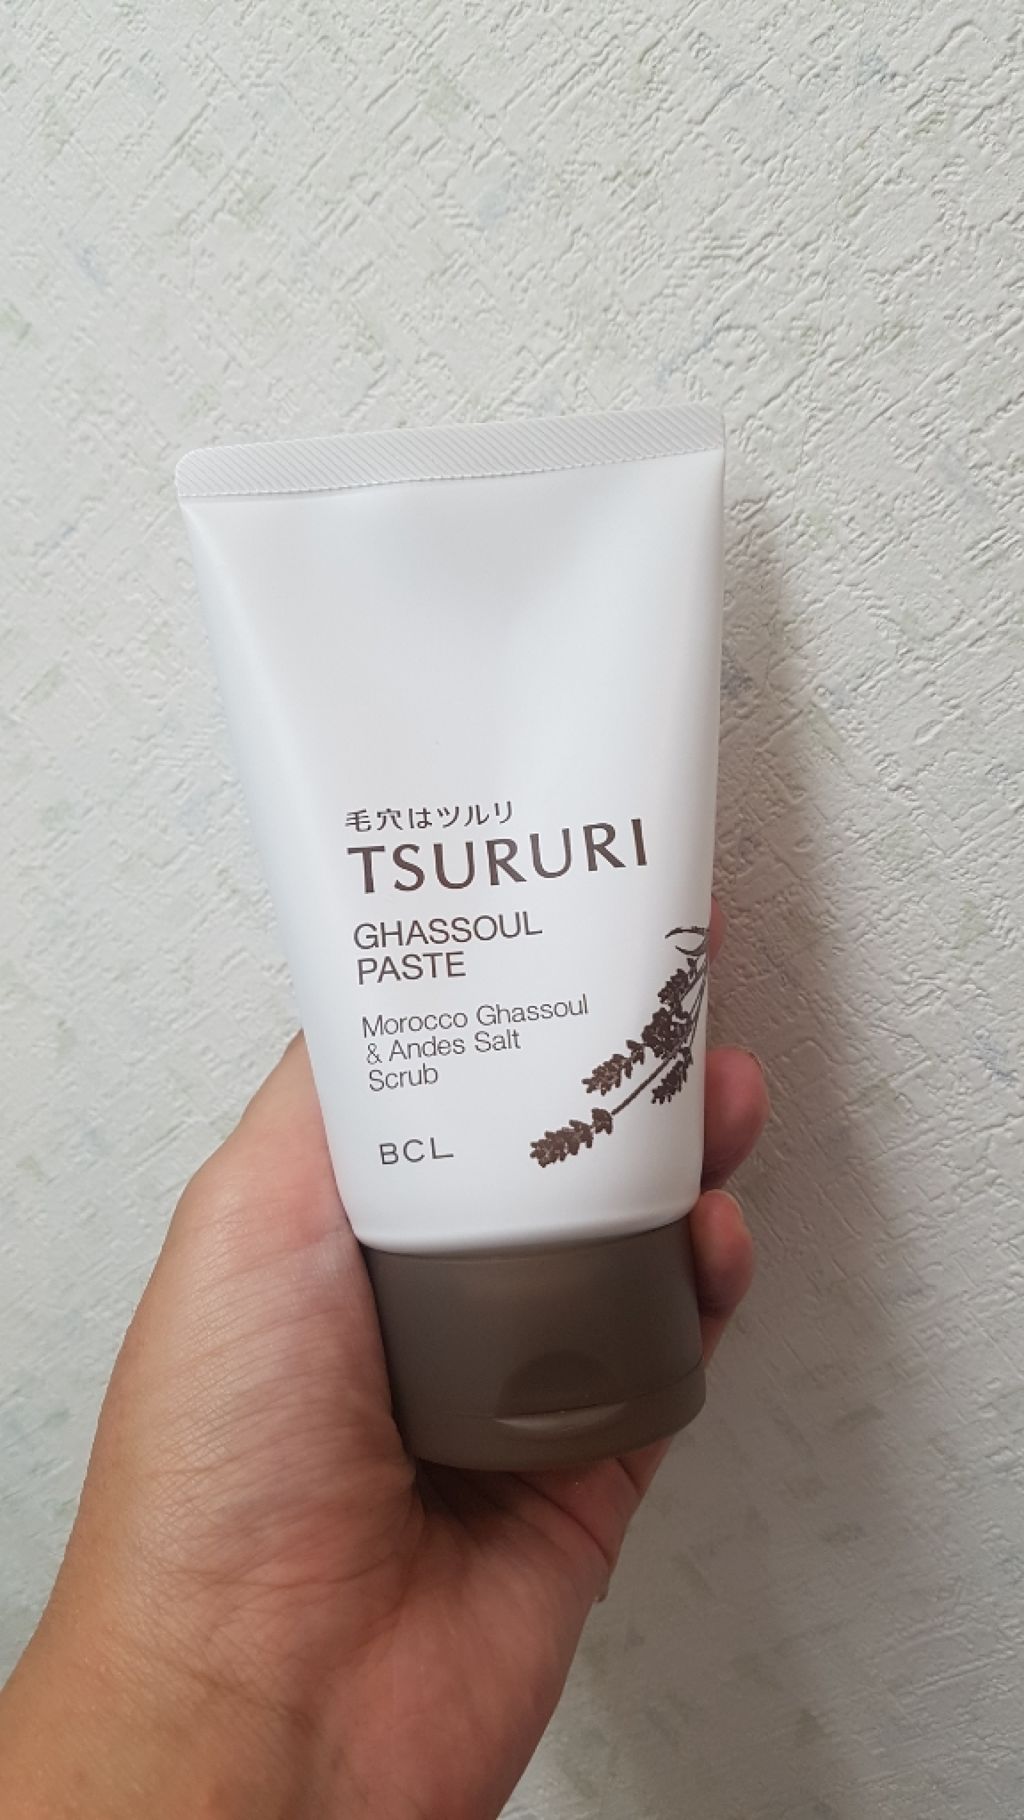 毛穴はツルリ
TSURURI
GHASSOUL
PASTE
Morocco Ghassoul
& Andes Salt
Scrub
BCL